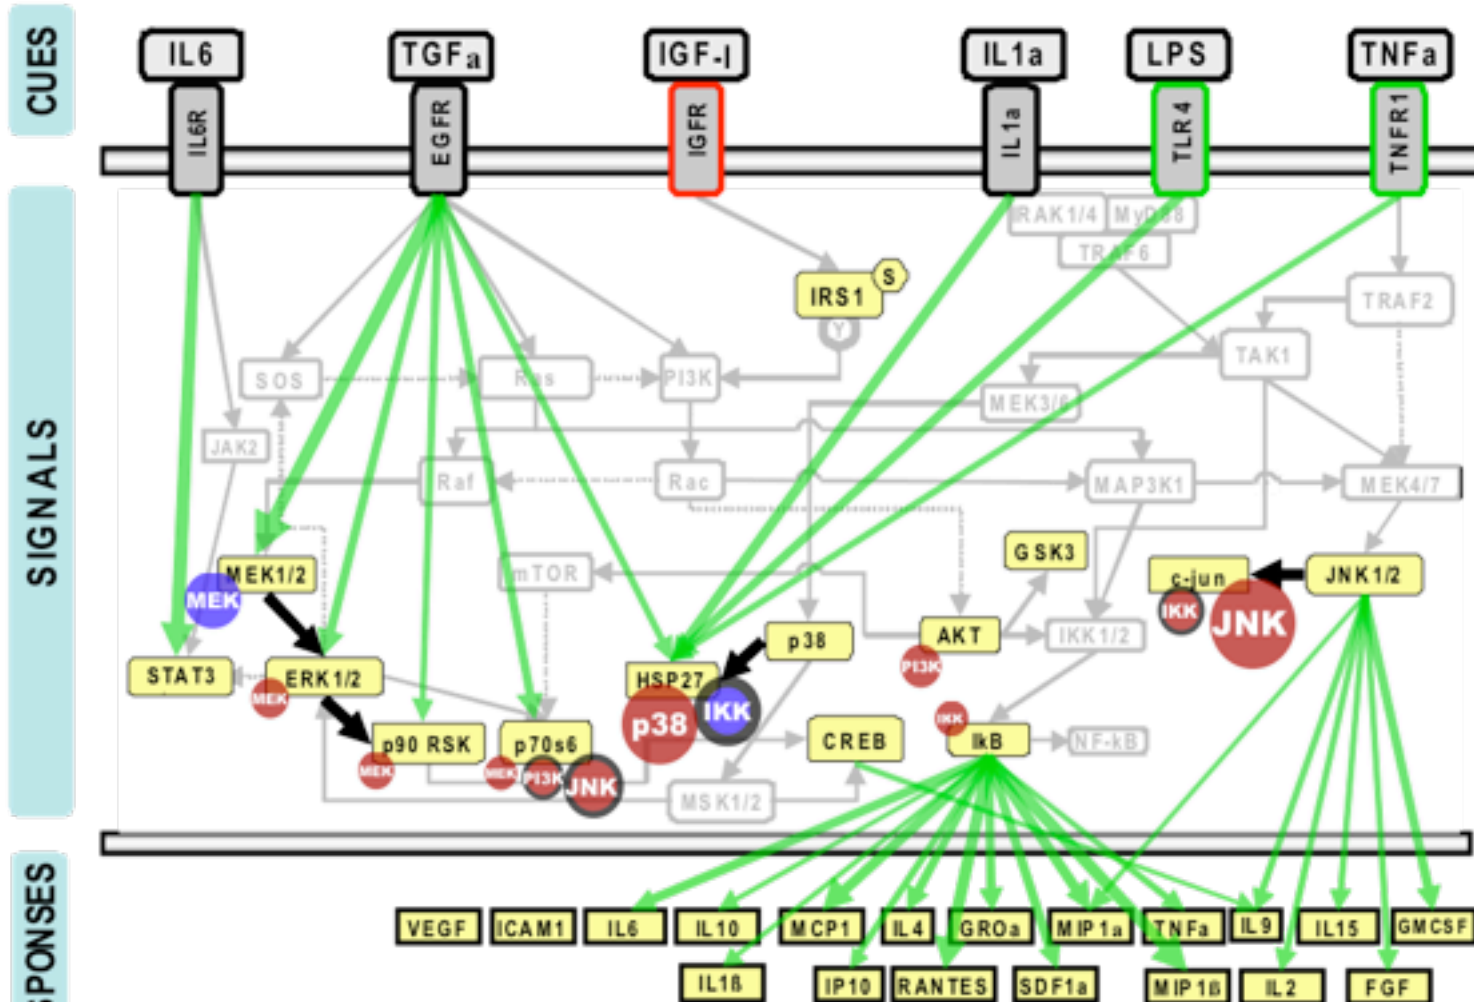 CUES
IL6
TGFa
IGF-I
IL1a
LPS
TNFa
IL6R
EGFR
IGFR
IL1a
TLR4
TNFR1
SIGNALS
IRAK1/4
MyD88
TRAF6
IRS1
S
Y
TRAF2
SOS
Ras
PI3K
TAK1
MEK3/6
JAK2
Raf
Rac
MAP3K1
MEK4/7
MEK1/2
MEK
mTOR
GSK3
c-jun
JNK1/2
IKK
JNK
STAT3
ERK1/2
MEK
HSP27
p38
AKT
IKK1/2
PI3K
p38
IKK
p90 RSK
MEK
p70s6
MEK
PI3K
JNK
CREB
IKK
IkB
NF-kB
MSK1/2
SPONSES
VEGF
ICAM1
IL6
IL10
MCP1
IL4
GROa
MIP1a
TNFa
IL9
IL15
GMCSF
IL1ß
IP10
RANTES
SDF1a
MIP1ß
IL2
FGF